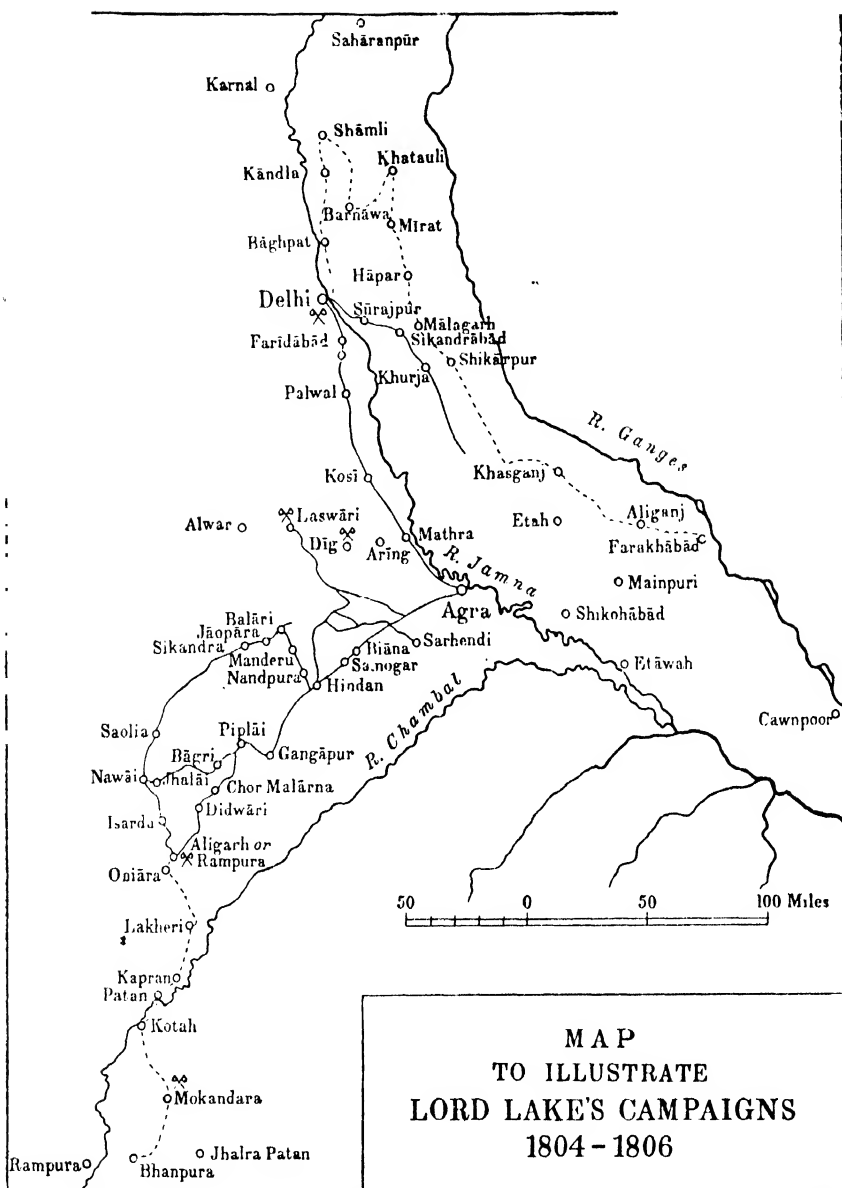 Sahāranpūr
Karnal
Shāmli
Kāndla
Khatauli
Barnāwa
Mīrat
Bāghpat
Hāpar
Delhi
Sūrajpūr
Mālagarh
Sikandrābād
Farīdābād
Shikārpur
Khurja
Palwal
R. Ganges
Kosī
Khasganj
Laswāri
Alwar
Etah
Aliganj
Dīg
Arīng
Mathra
Farakhābād
R. Jamna
Mainpuri
Agra
Shikohābād
Balāri
Jāopāra
Sikandra
Sarhendi
Biāna
Manderu
Sanogar
Nandpura
Etāwah
Hindan
R. Chambal
Cawnpoor
Saolia
Piplāi
Bāgri
Gangāpur
Nawāi
Jhalāi
Chor Malārna
Isarda
Didwāri
Aligarh or
Rampura
Oniāra
50 0 50 100 Miles
Lakheri
Kapran
Patan
Kotah
Mokandara
Rampura
Bhanpura
Jhalra Patan
MAP
TO ILLUSTRATE
LORD LAKE'S CAMPAIGNS
1804-1806